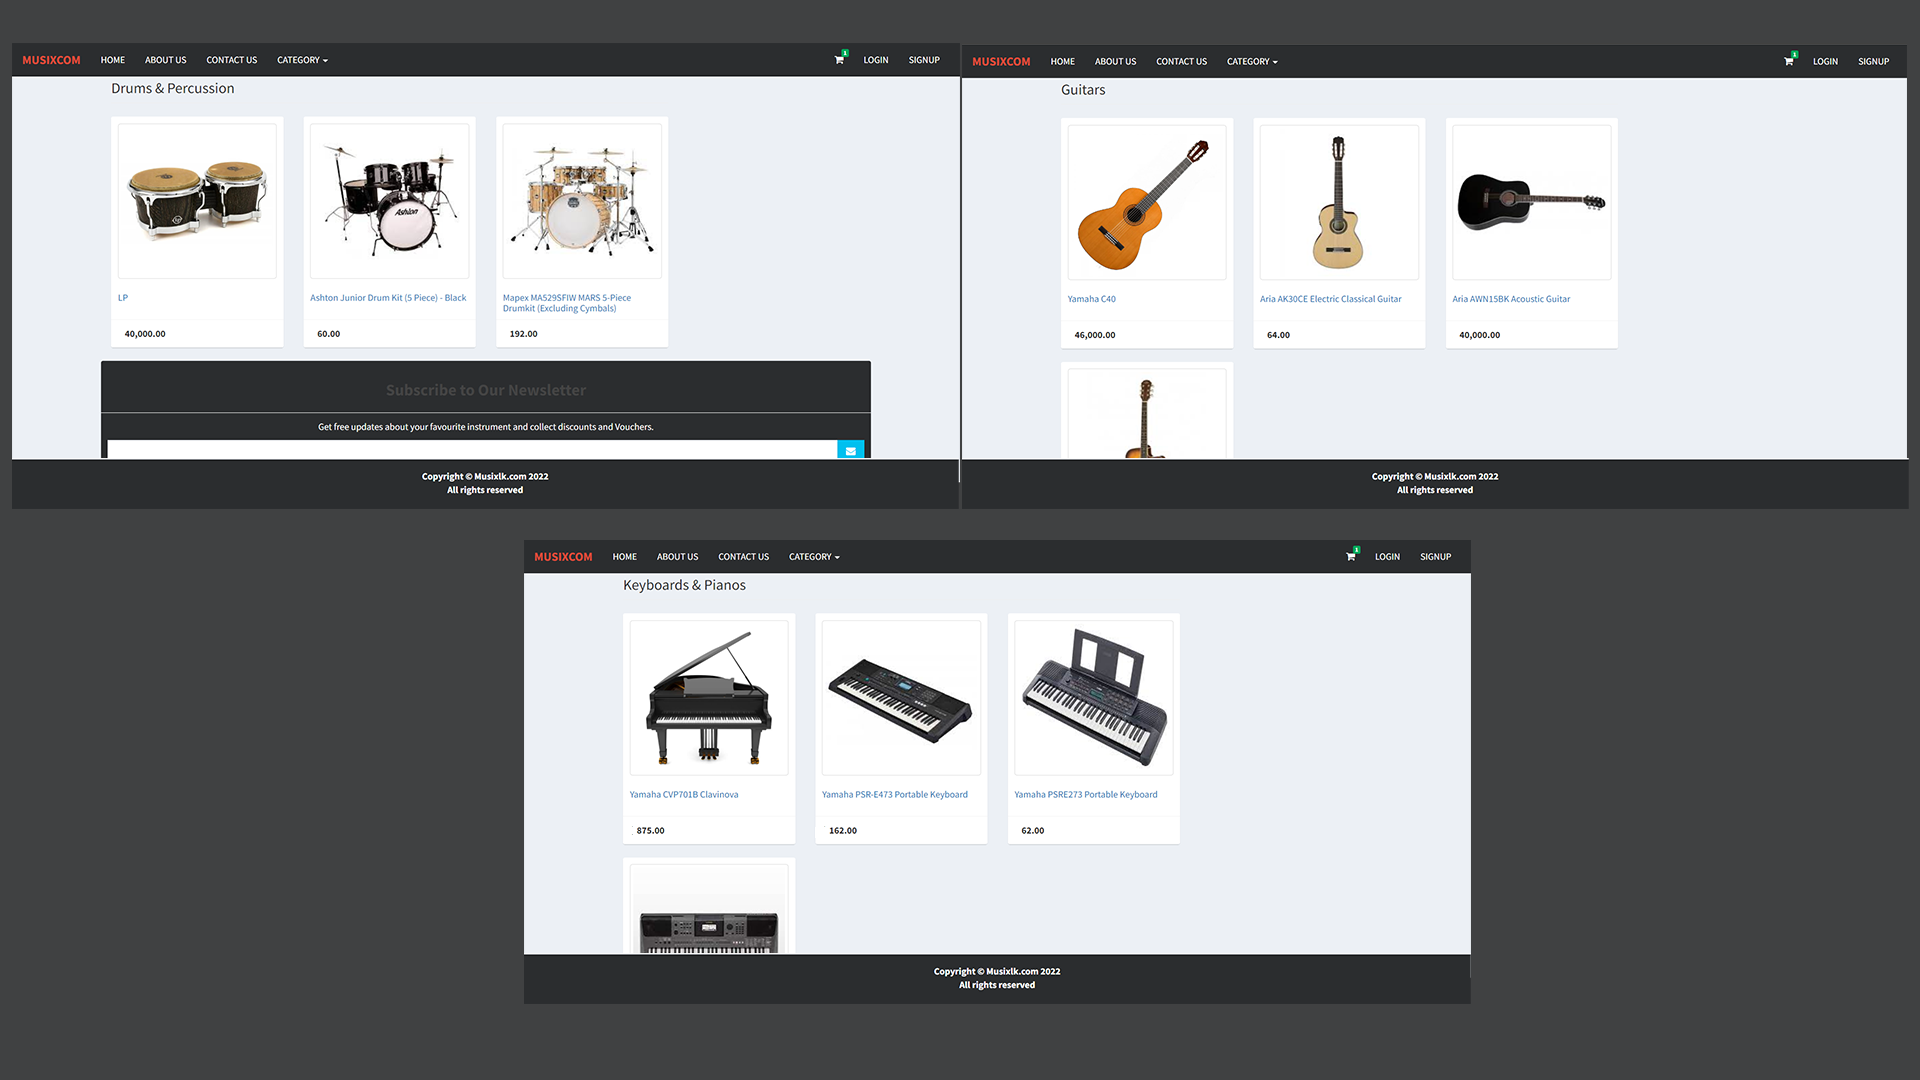 MUSIXCOM HOME ABOUT US CONTACT US CATEGORY 1 LOGIN SIGNUP
Drums & Percussion
Ashton
LP
Ashton Junior Drum Kit (5 Piece) - Black
Mapex MA529SFIW MARS 5-Piece
Drumkit (Excluding Cymbals)
40,000.00
60.00
192.00
Subscribe to Our Newsletter
Get free updates about your favourite instrument and collect discounts and Vouchers.
Copyright © Musixlk.com 2022
All rights reserved
MUSIXCOM HOME ABOUT US CONTACT US CATEGORY 1 LOGIN SIGNUP
Guitars
Yamaha C40
Aria AK30CE Electric Classical Guitar
Aria AWN15BK Acoustic Guitar
46,000.00
64.00
40,000.00
Copyright © Musixlk.com 2022
All rights reserved
MUSIXCOM HOME ABOUT US CONTACT US CATEGORY 1 LOGIN SIGNUP
Keyboards & Pianos
Yamaha CVP701B Clavinova
Yamaha PSR-E473 Portable Keyboard
Yamaha PSRE273 Portable Keyboard
875.00
162.00
62.00
Copyright © Musixlk.com 2022
All rights reserved